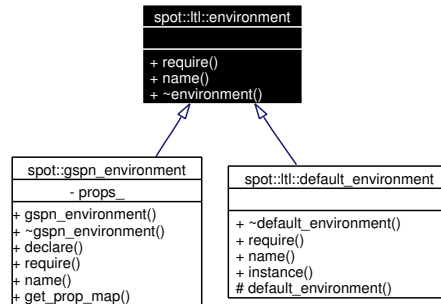 spot::ltl::environment
+ require()
+ name()
+ ~environment()
spot::gspn_environment
- props_
+ gspn_environment()
+ ~gspn_environment()
+ declare()
+ require()
+ name()
+ get_prop_map()
spot::ltl::default_environment
+ ~default_environment()
+ require()
+ name()
+ instance()
# default_environment()